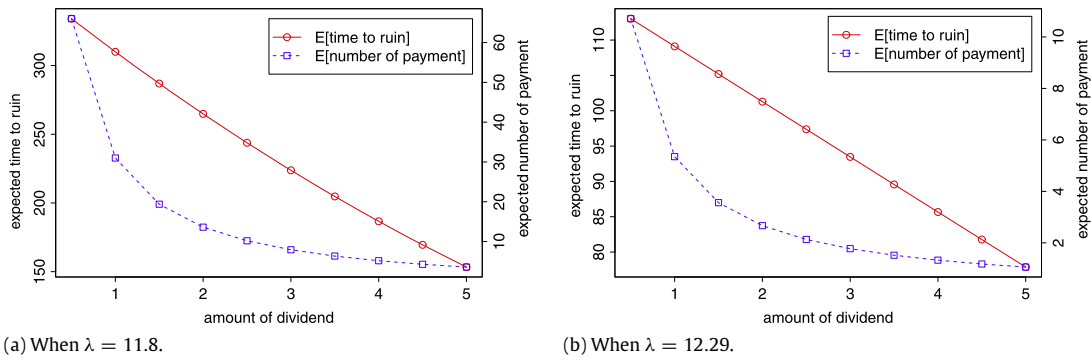 E[time to ruin]
E[number of payment]
expected time to ruin
150 200 250 300
expected number of payment
10 20 30 40 50 60
1 2 3 4 5
amount of dividend
(a) When λ = 11.8.
E[time to ruin]
E[number of payment]
expected time to ruin
80 85 90 95 100 110
expected number of payment
2 4 6 8 10
1 2 3 4 5
amount of dividend
(b) When λ = 12.29.